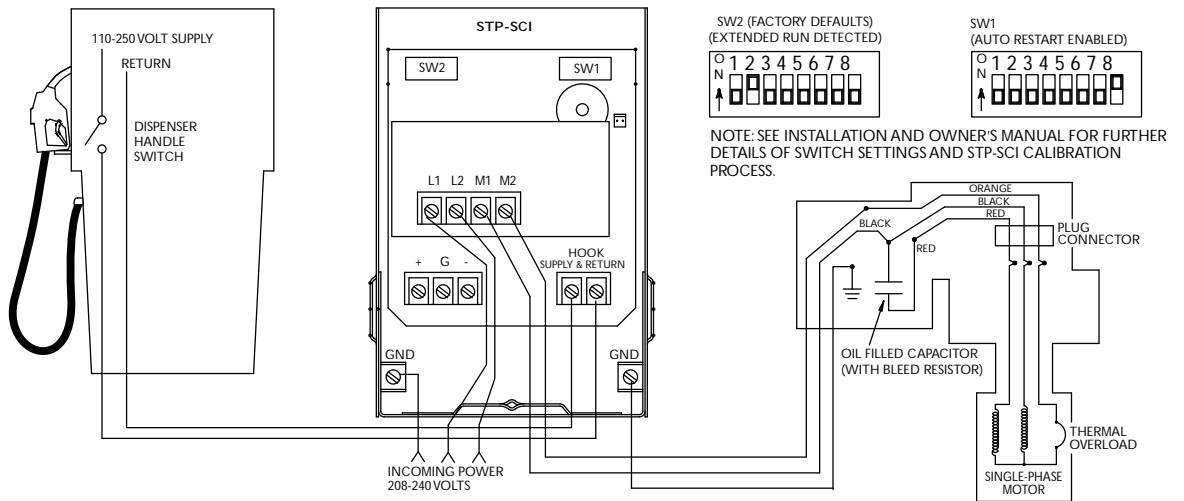 110-250 VOLT SUPPLY
RETURN
DISPENSER
HANDLE
SWITCH
STP-SCI
SW2
SW1
L1 L2 M1 M2
+ G -
HOOK
SUPPLY & RETURN
GND
GND
INCOMING POWER
208-240 VOLTS
SW2 (FACTORY DEFAULTS)
(EXTENDED RUN DETECTED)
ON
1 2 3 4 5 6 7 8
SW1
(AUTO RESTART ENABLED)
ON
1 2 3 4 5 6 7 8
NOTE: SEE INSTALLATION AND OWNER'S MANUAL FOR FURTHER
DETAILS OF SWITCH SETTINGS AND STP-SCI CALIBRATION
PROCESS.
ORANGE
BLACK
RED
BLACK
RED
PLUG
CONNECTOR
OIL FILLED CAPACITOR
(WITH BLEED RESISTOR)
THERMAL
OVERLOAD
SINGLE-PHASE
MOTOR